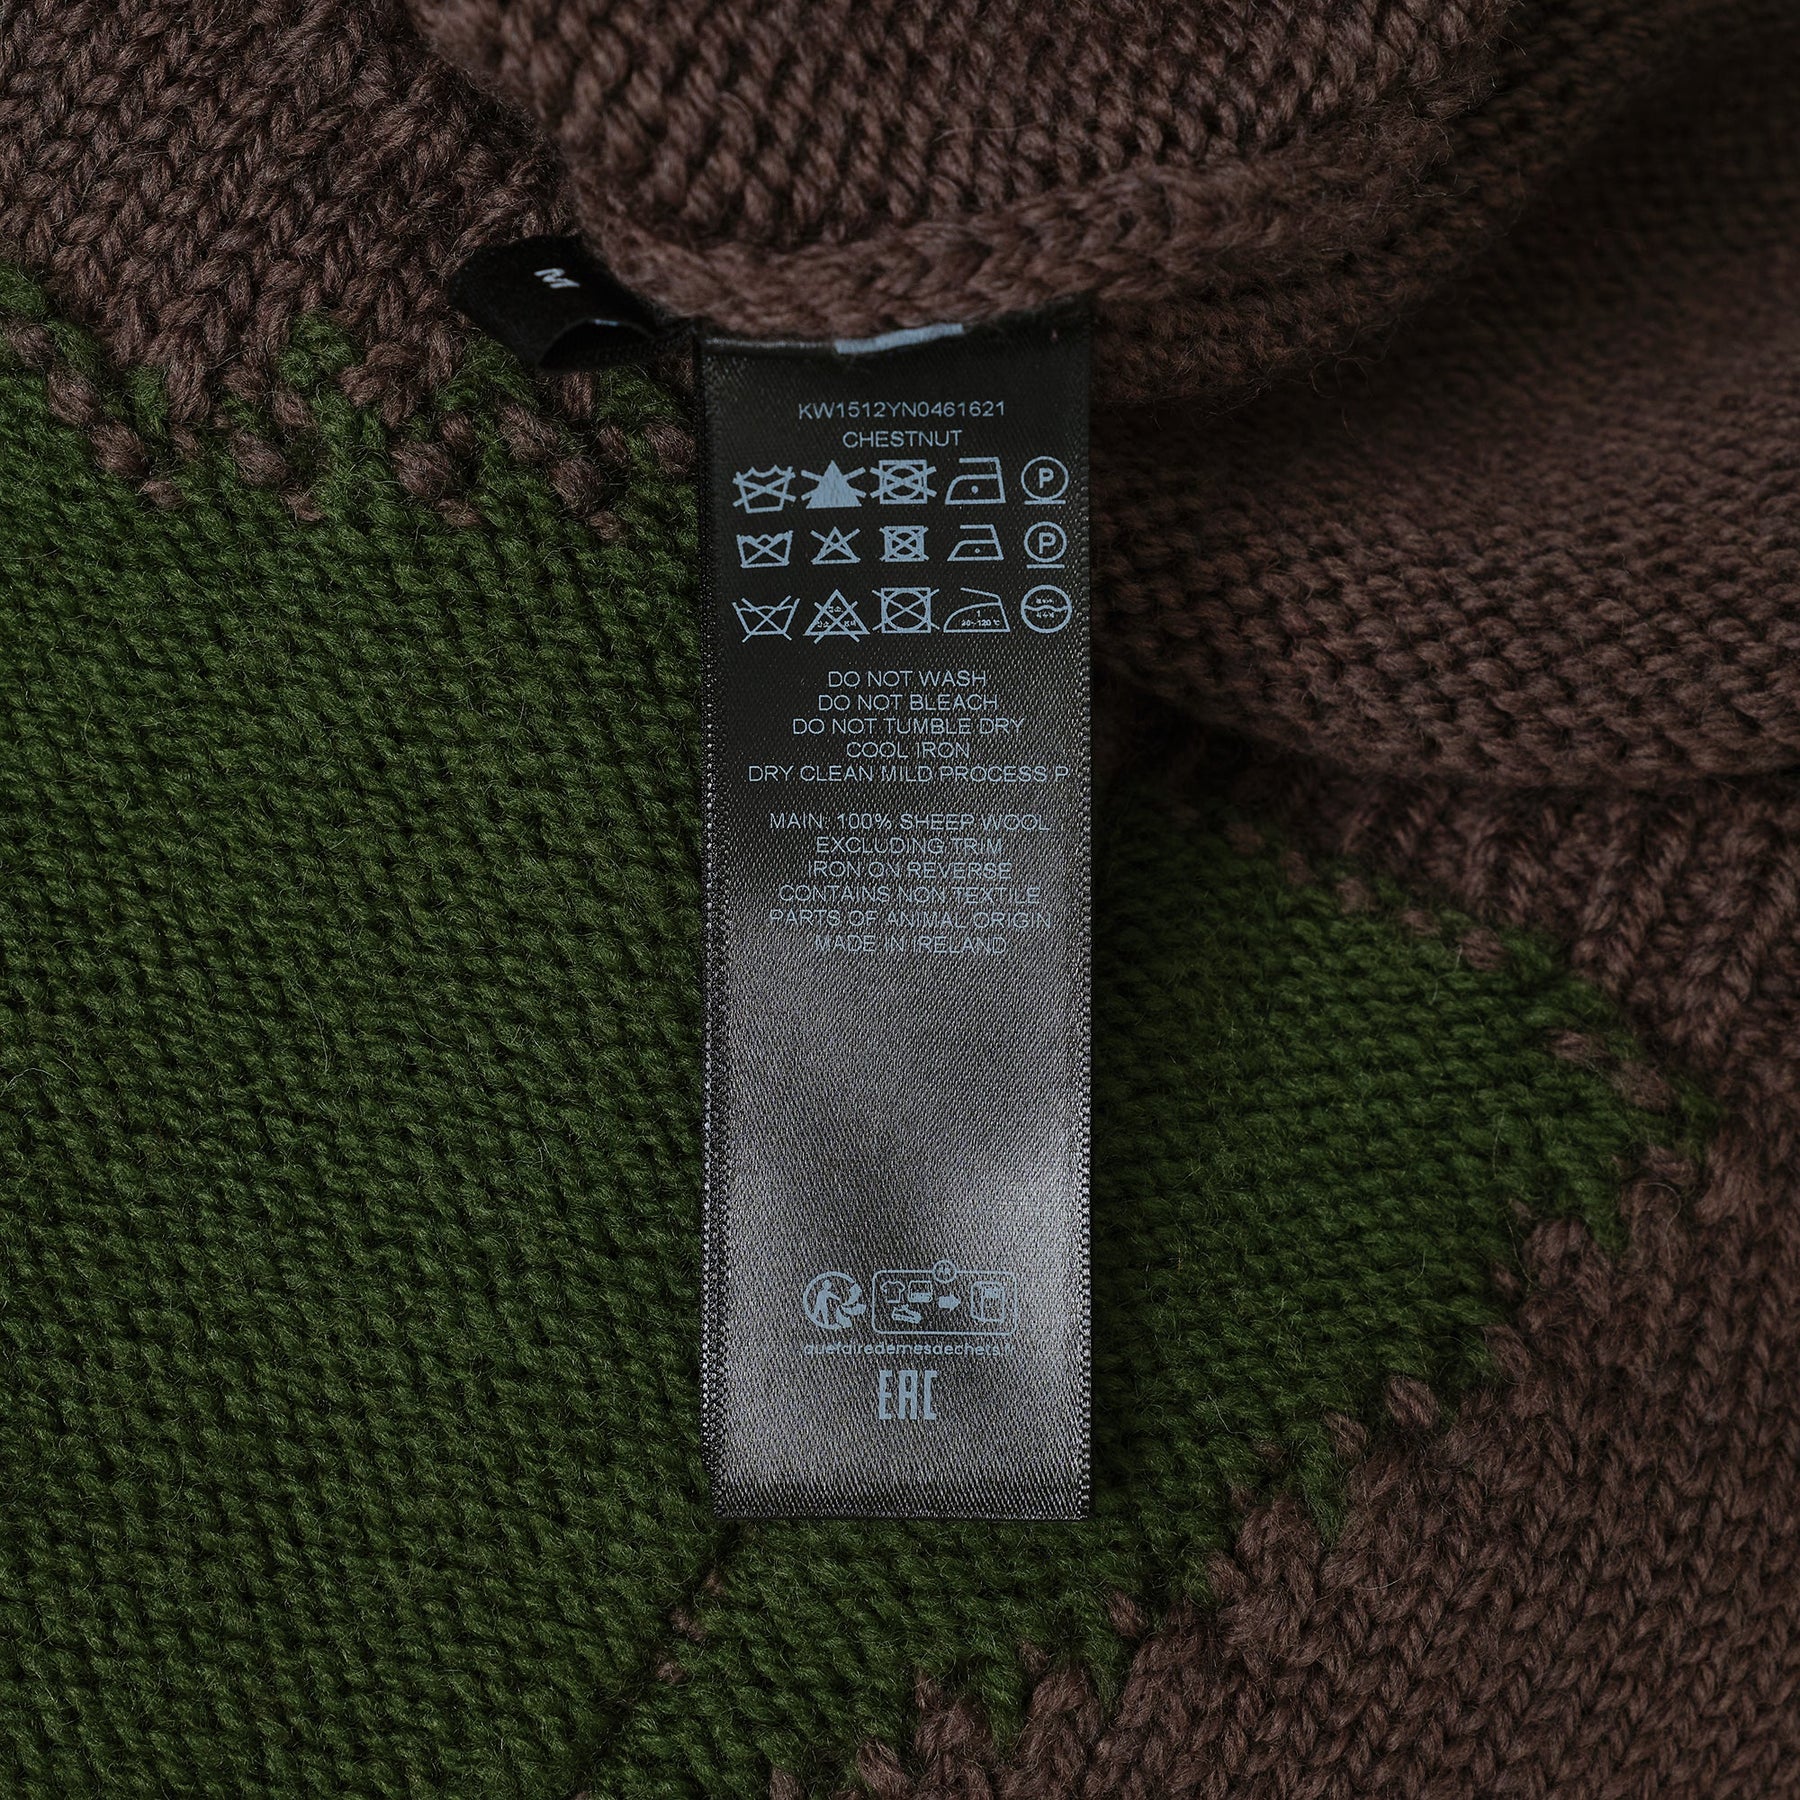 M
KW1512YN0461621
CHESTNUT
P
P
30~120 ℃
DO NOT WASH
DO NOT BLEACH
DO NOT TUMBLE DRY
COOL IRON
DRY CLEAN MILD PROCESS P
MAIN: 100% SHEEP WOOL
EXCLUDING TRIM
IRON ON REVERSE
CONTAINS NON TEXTILE
PARTS OF ANIMAL ORIGIN
MADE IN IRELAND
quefairedemesdechets.fr
EAC